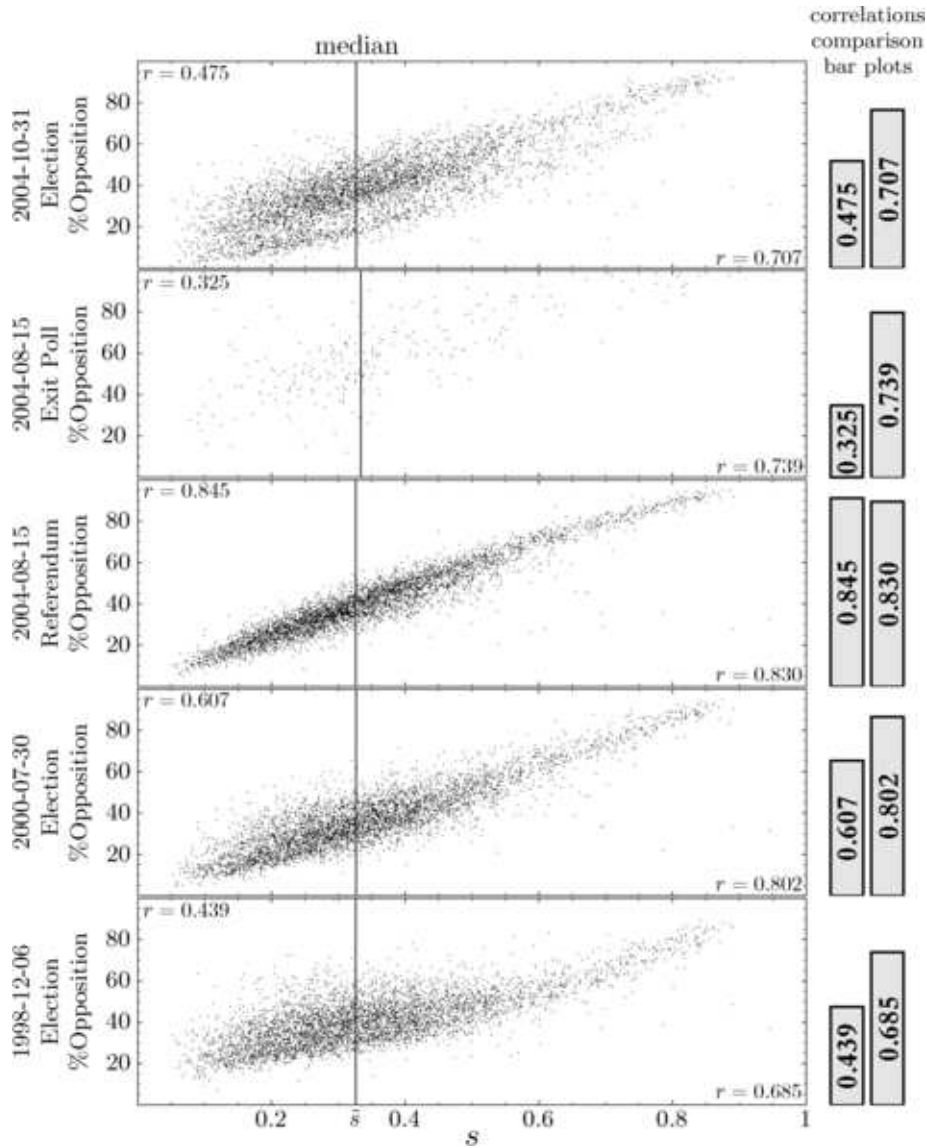 median
correlations
comparison
bar plots
2004-10-31
Election
%Opposition
80
60
40
20
r = 0.475
r = 0.707
0.475
0.707
2004-08-15
Exit Poll
%Opposition
80
60
40
20
r = 0.325
r = 0.739
0.325
0.739
2004-08-15
Referendum
%Opposition
80
60
40
20
r = 0.845
r = 0.830
0.845
0.830
2000-07-30
Election
%Opposition
80
60
40
20
r = 0.607
r = 0.802
0.607
0.802
1998-12-06
Election
%Opposition
80
60
40
20
r = 0.439
r = 0.685
0.439
0.685
0.2 s̃ 0.4 0.6 0.8 1
s